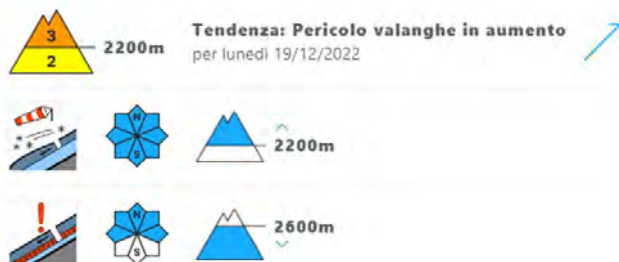 3
2
2200m
Tendenza: Pericolo valanghe in aumento
per lunedì 19/12/2022
N
S
2200m
N
S
2600m